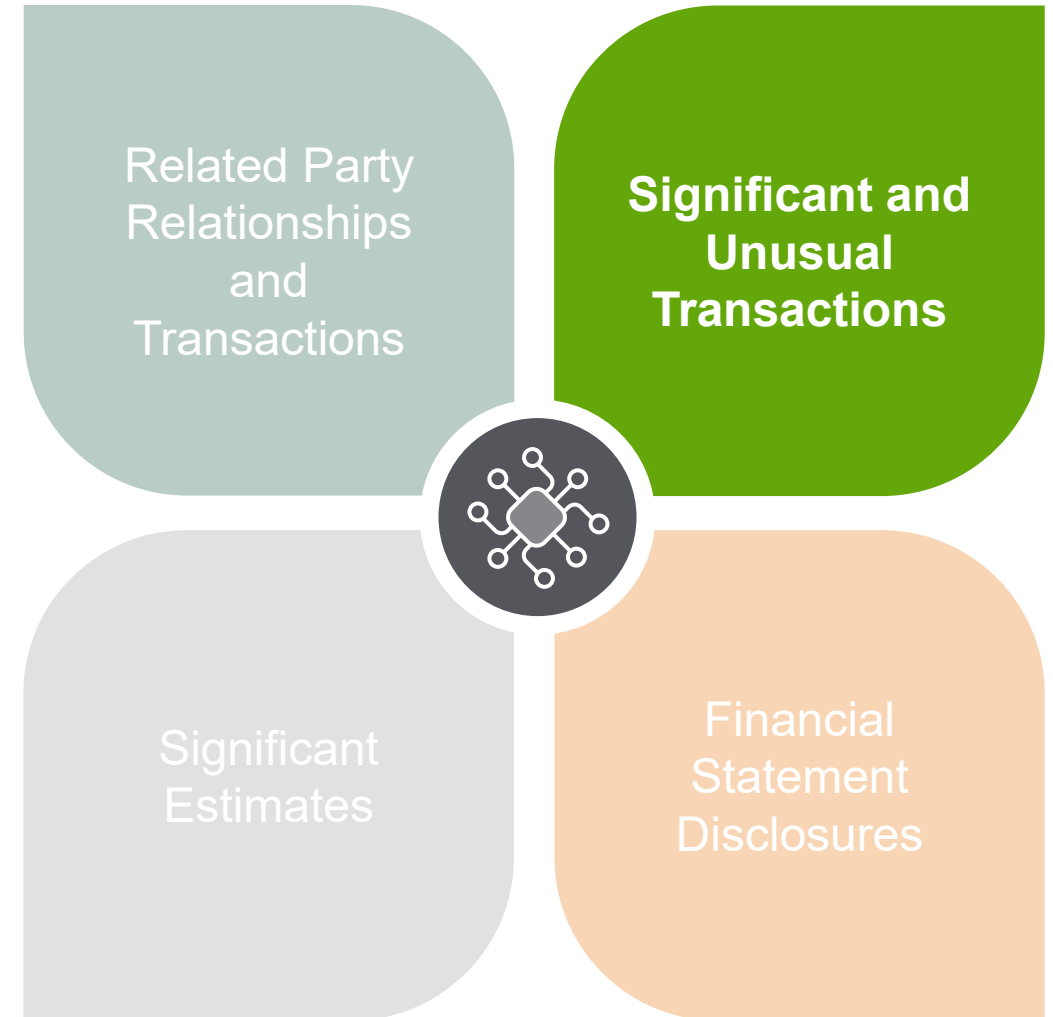 Related Party
Relationships
and
Transactions
Significant and
Unusual
Transactions
Significant
Estimates
Financial
Statement
Disclosures